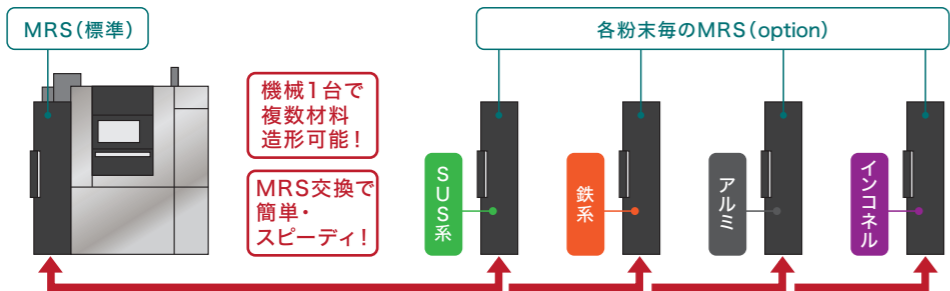 MRS（標準）
各粉末毎のMRS（option）
機械1台で
複数材料
造形可能！
MRS交換で
簡単・
スピーディ！
SUS系
鉄系
アルミ
インコネル